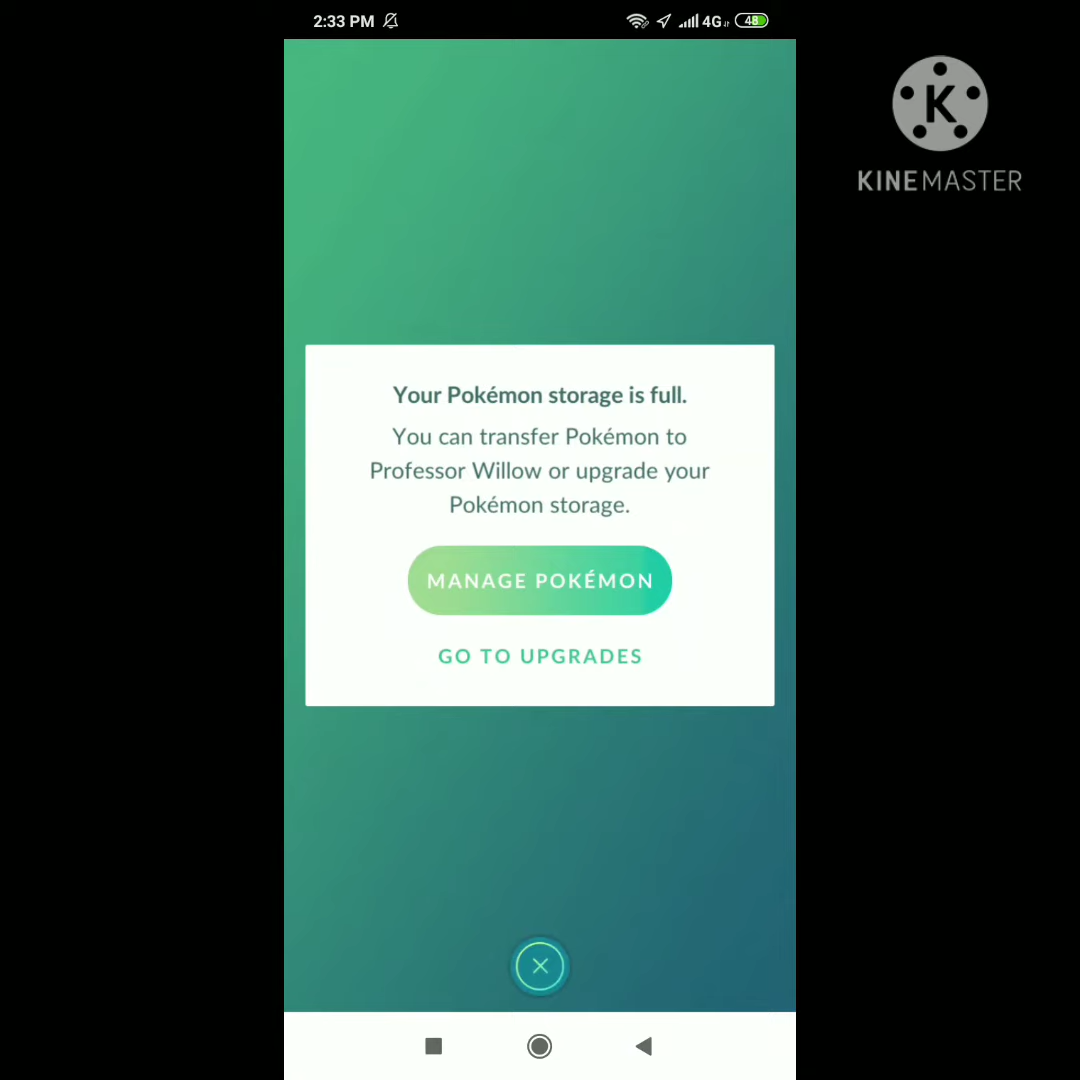 2:33 PM
4G
48
K
KINEMASTER
Your Pokémon storage is full.
You can transfer Pokémon to
Professor Willow or upgrade your
Pokémon storage.
MANAGE POKÉMON
GO TO UPGRADES